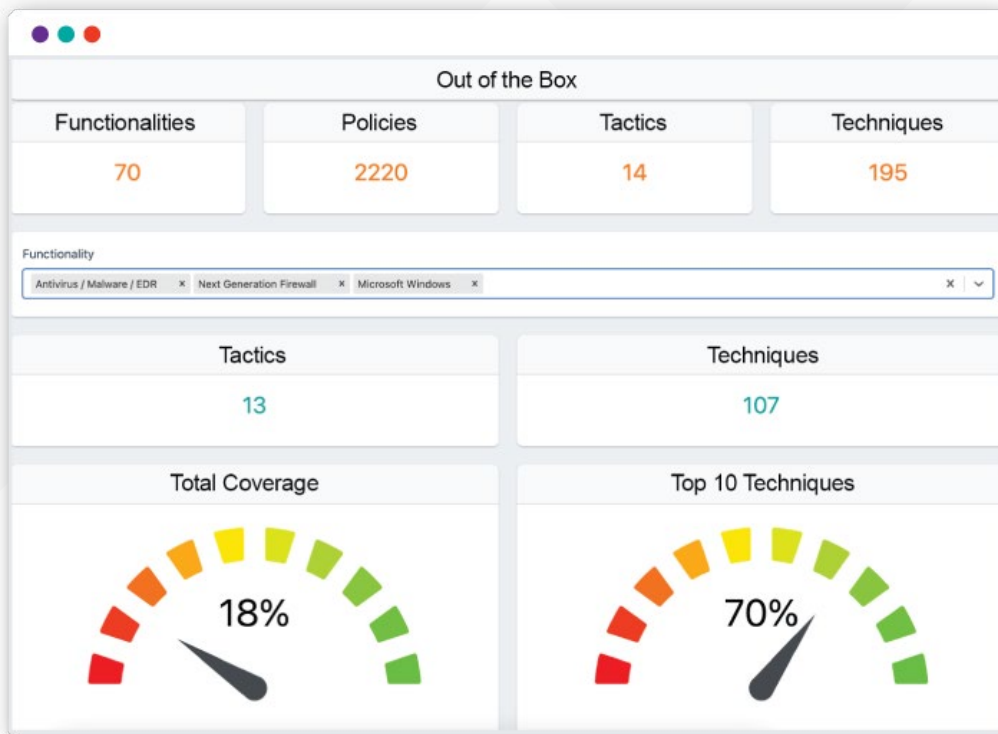 Out of the Box
Functionalities Policies Tactics Techniques
70 2220 14 195
Functionality
Antivirus / Malware / EDR × Next Generation Firewall × Microsoft Windows ×
Tactics Techniques
13 107
Total Coverage Top 10 Techniques
18% 70%